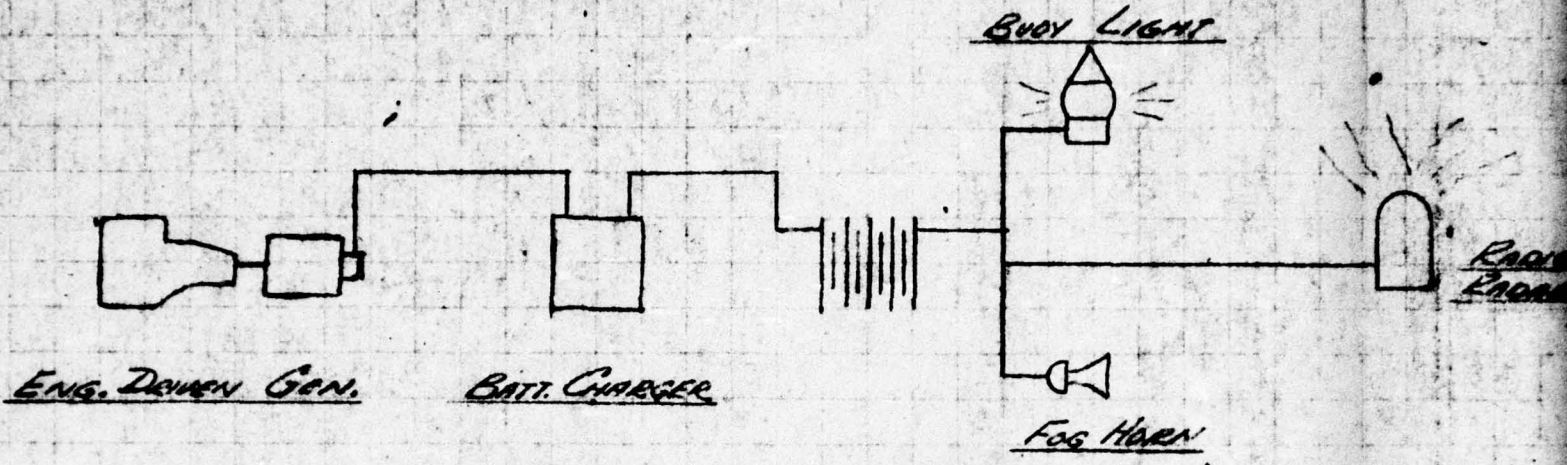 BUOY LIGHT
ENG. DRIVEN GEN.
BATT. CHARGER
FOG HORN